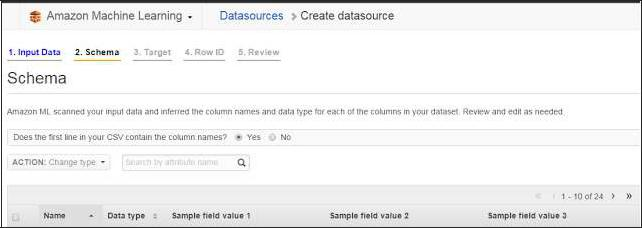 Amazon Machine Learning Datasources > Create datasource
1. Input Data 2. Schema 3. Target 4. Row ID 5. Review
Schema
Amazon ML scanned your input data and inferred the column names and data type for each of the columns in your dataset. Review and edit as needed.
Does the first line in your CSV contain the column names? Yes No
ACTION: Change type Search by attribute name
« ‹ 1 - 10 of 24 › »
Name Data type Sample field value 1 Sample field value 2 Sample field value 3